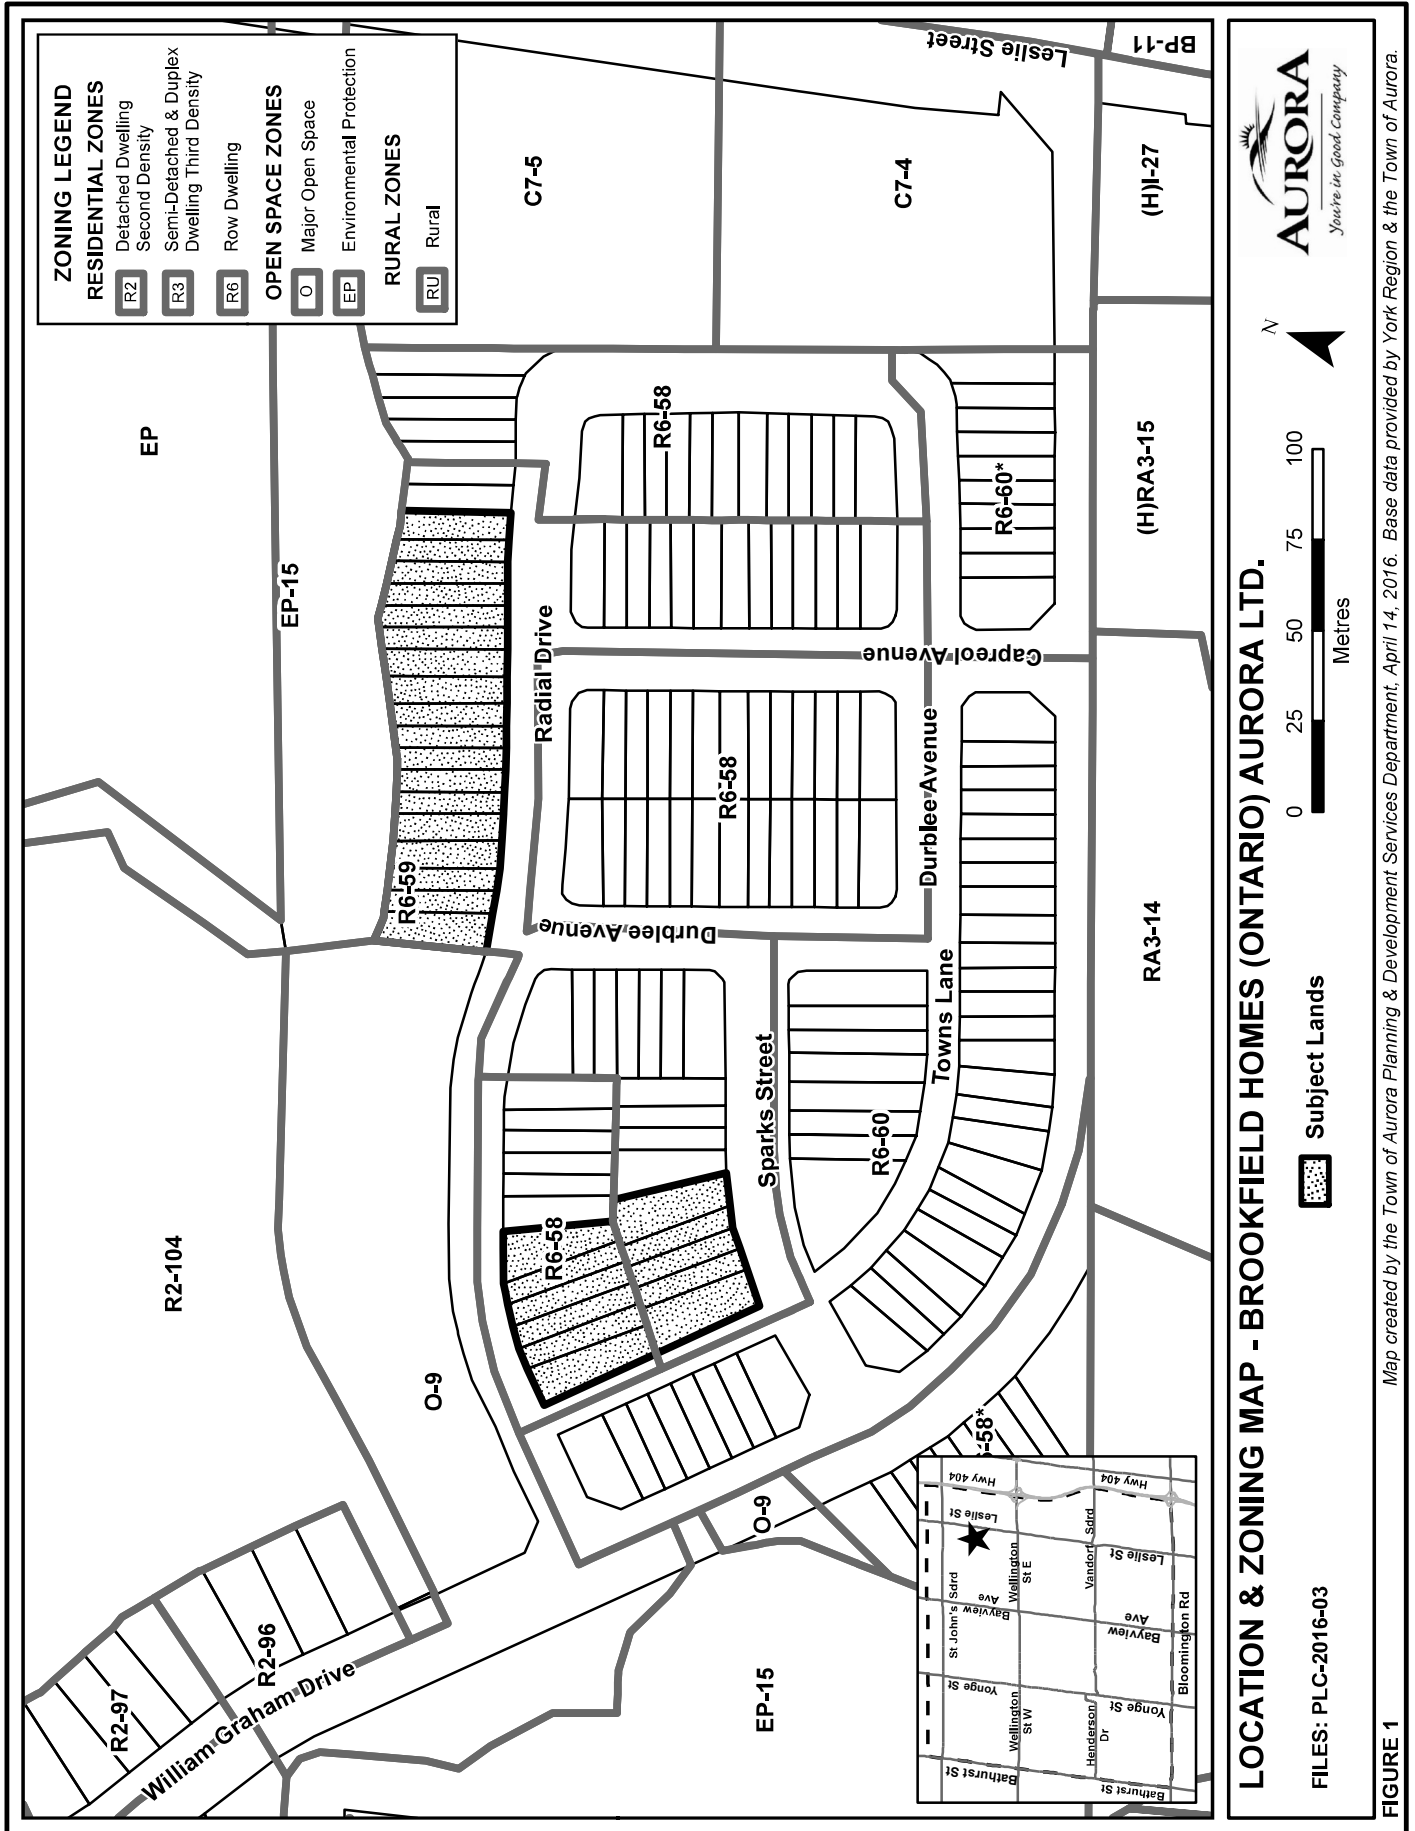 ZONING LEGEND
RESIDENTIAL ZONES
R2 Detached Dwelling
Second Density
R3 Semi-Detached & Duplex
Dwelling Third Density
R6 Row Dwelling
OPEN SPACE ZONES
O Major Open Space
EP Environmental Protection
RURAL ZONES
RU Rural
EP
EP-15
C7-5
C7-4
Leslie Street
BP-11
(H)I-27
(H)RA3-15
RA3-14
R6-58
R6-60*
R6-59
Radial Drive
Capreol Avenue
R6-58
Durblee Avenue
Durblee Avenue
Towns Lane
Sparks Street
R6-60
R6-58
R2-104
O-9
O-9
-58*
R2-97
R2-96
William Graham Drive
EP-15
St John's Sdrd
Wellington
St E
Wellington
St W
Vandorf Sdrd
Henderson
Dr
Bloomington Rd
Bathurst St
Bathurst St
Yonge St
Yonge St
Bayview
Ave
Bayview
Ave
Leslie St
Leslie St
Hwy 404
Hwy 404
LOCATION & ZONING MAP - BROOKFIELD HOMES (ONTARIO) AURORA LTD.
FILES: PLC-2016-03
Subject Lands
0 25 50 75 100
Metres
N
AURORA
You're in Good Company
FIGURE 1
Map created by the Town of Aurora Planning & Development Services Department, April 14, 2016. Base data provided by York Region & the Town of Aurora.